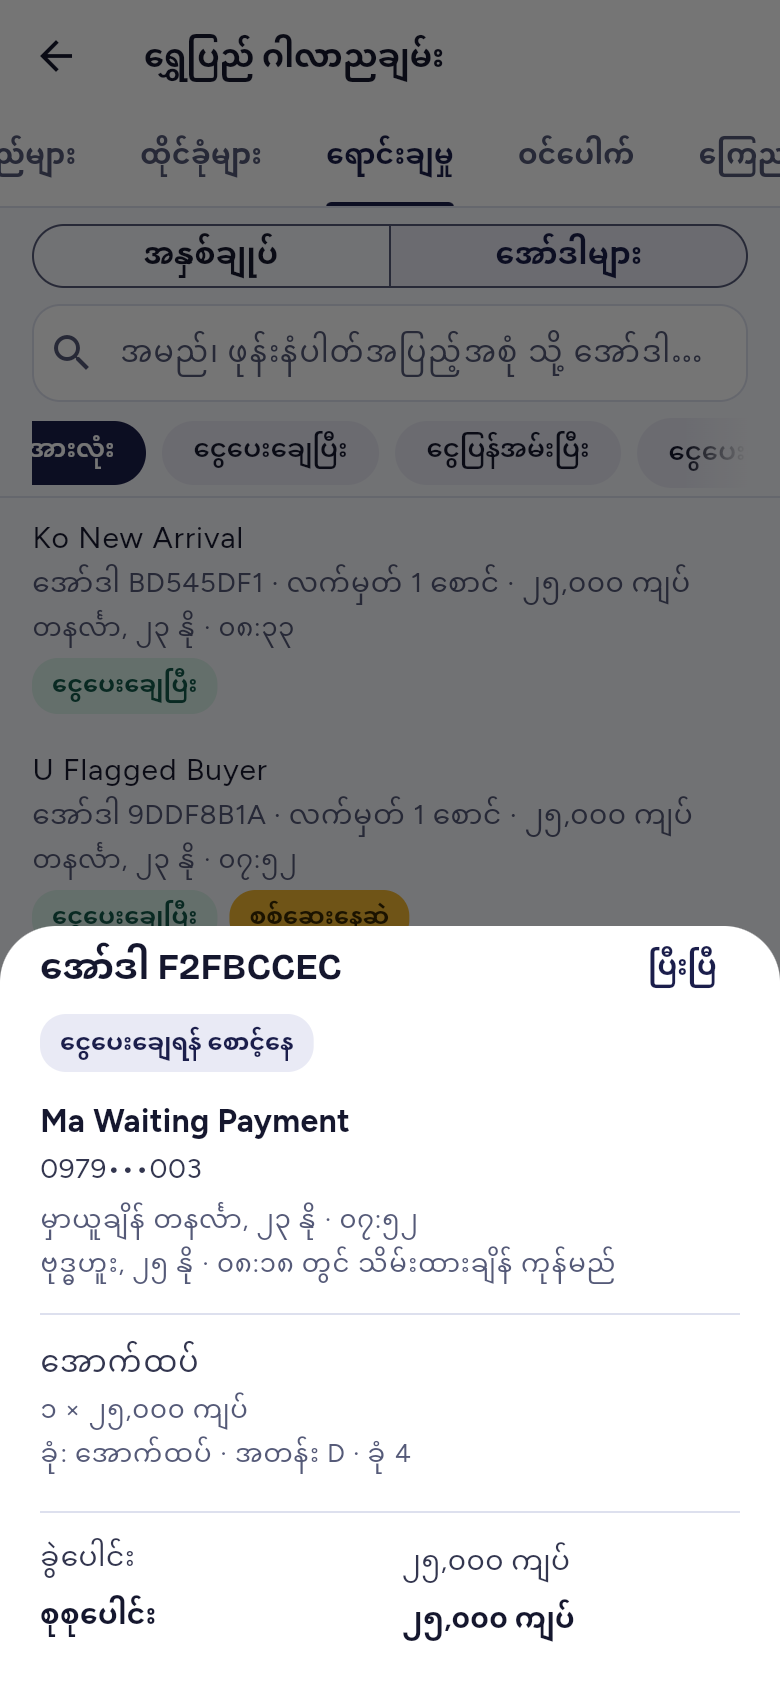 ရွှေပြည် ဂါလာညချမ်း
ည်များ ထိုင်ခုံများ ရောင်းချမှု ဝင်ပေါက် ကြေည
အနှစ်ချုပ် အော်ဒါများ
အမည်၊ ဖုန်းနံပါတ်အပြည့်အစုံ သို့ အော်ဒါ...
အားလုံး ငွေပေးချေပြီး ငွေပြန်အမ်းပြီး ငွေပေး
Ko New Arrival
အော်ဒါ BD545DF1 · လက်မှတ် 1 စောင် · ၂၅,၀၀၀ ကျပ်
တနင်္လာ, ၂၃ နို · ၀၈:၃၃
ငွေပေးချေပြီး
U Flagged Buyer
အော်ဒါ 9DDF8B1A · လက်မှတ် 1 စောင် · ၂၅,၀၀၀ ကျပ်
တနင်္လာ, ၂၃ နို · ၀၇:၅၂
ငွေပေးချေပြီး စစ်ဆေးနေဆဲ
အော်ဒါ F2FBCCEC ပြီးပြီ
ငွေပေးချေရန် စောင့်နေ
Ma Waiting Payment
0979•••003
မှာယူချိန် တနင်္လာ, ၂၃ နို · ၀၇:၅၂
ဗုဒ္ဓဟူး, ၂၅ နို · ၀၈:၁၈ တွင် သိမ်းထားချိန် ကုန်မည်
အောက်ထပ်
၁ × ၂၅,၀၀၀ ကျပ်
ခုံ: အောက်ထပ် · အတန်း D · ခုံ 4
ခွဲပေါင်း ၂၅,၀၀၀ ကျပ်
စုစုပေါင်း ၂၅,၀၀၀ ကျပ်